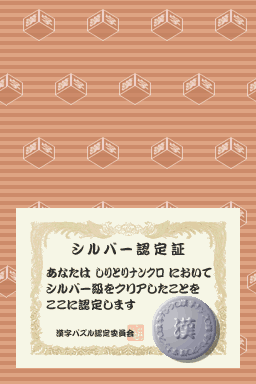 シルバー認定証
あなたは しりとりナンクロ において
シルバー級をクリアしたことを
ここに認定します
漢字パズル認定委員会
漢